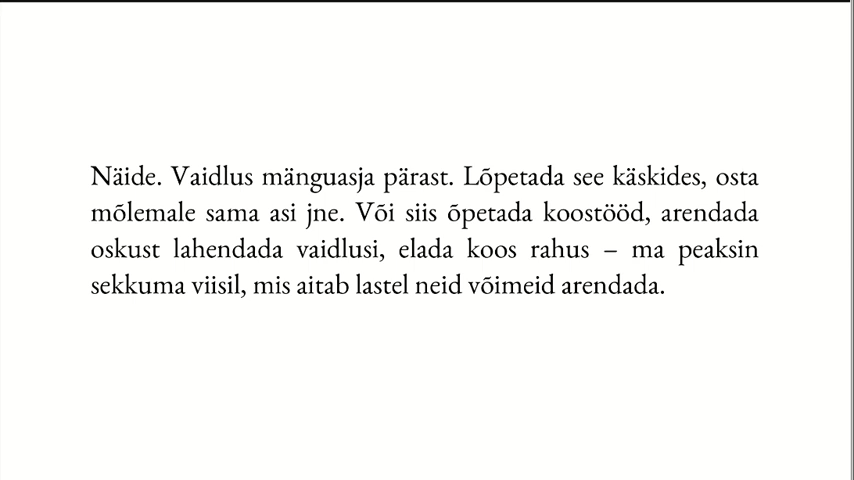 Näide. Vaidlus mänguasja pärast. Lõpetada see käskides, osta
mõlemale sama asi jne. Või siis õpetada koostööd, arendada
oskust lahendada vaidlusi, elada koos rahus – ma peaksin
sekkuma viisil, mis aitab lastel neid võimeid arendada.